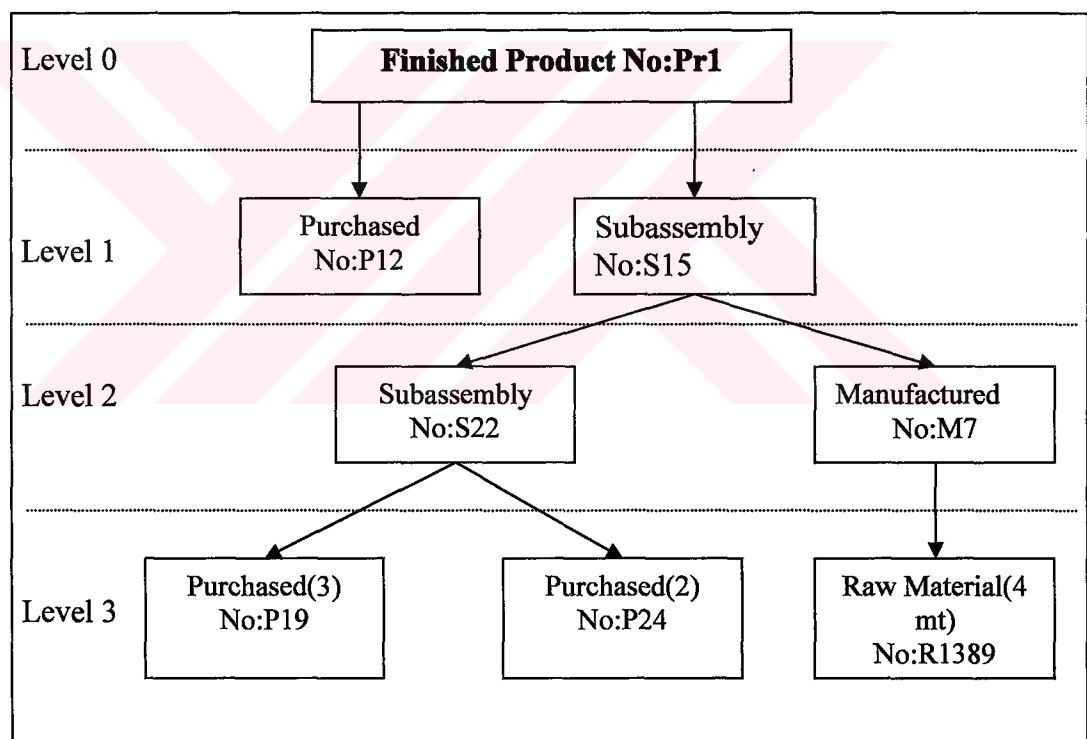 Level 0
Finished Product No:Pr1
Level 1
Purchased
No:P12
Subassembly
No:S15
Level 2
Subassembly
No:S22
Manufactured
No:M7
Level 3
Purchased(3)
No:P19
Purchased(2)
No:P24
Raw Material(4
mt)
No:R1389